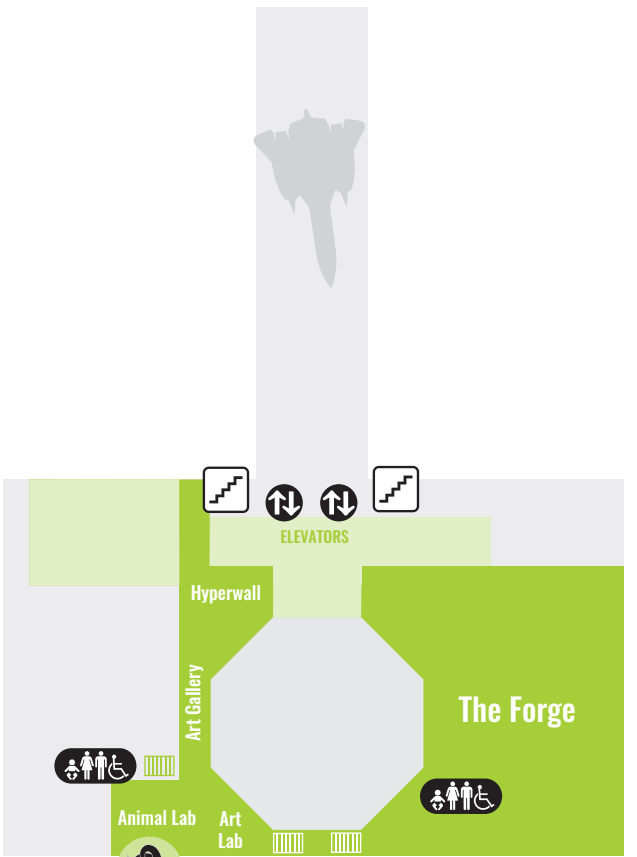 ELEVATORS
Hyperwall
Art Gallery
The Forge
Animal Lab
Art
Lab